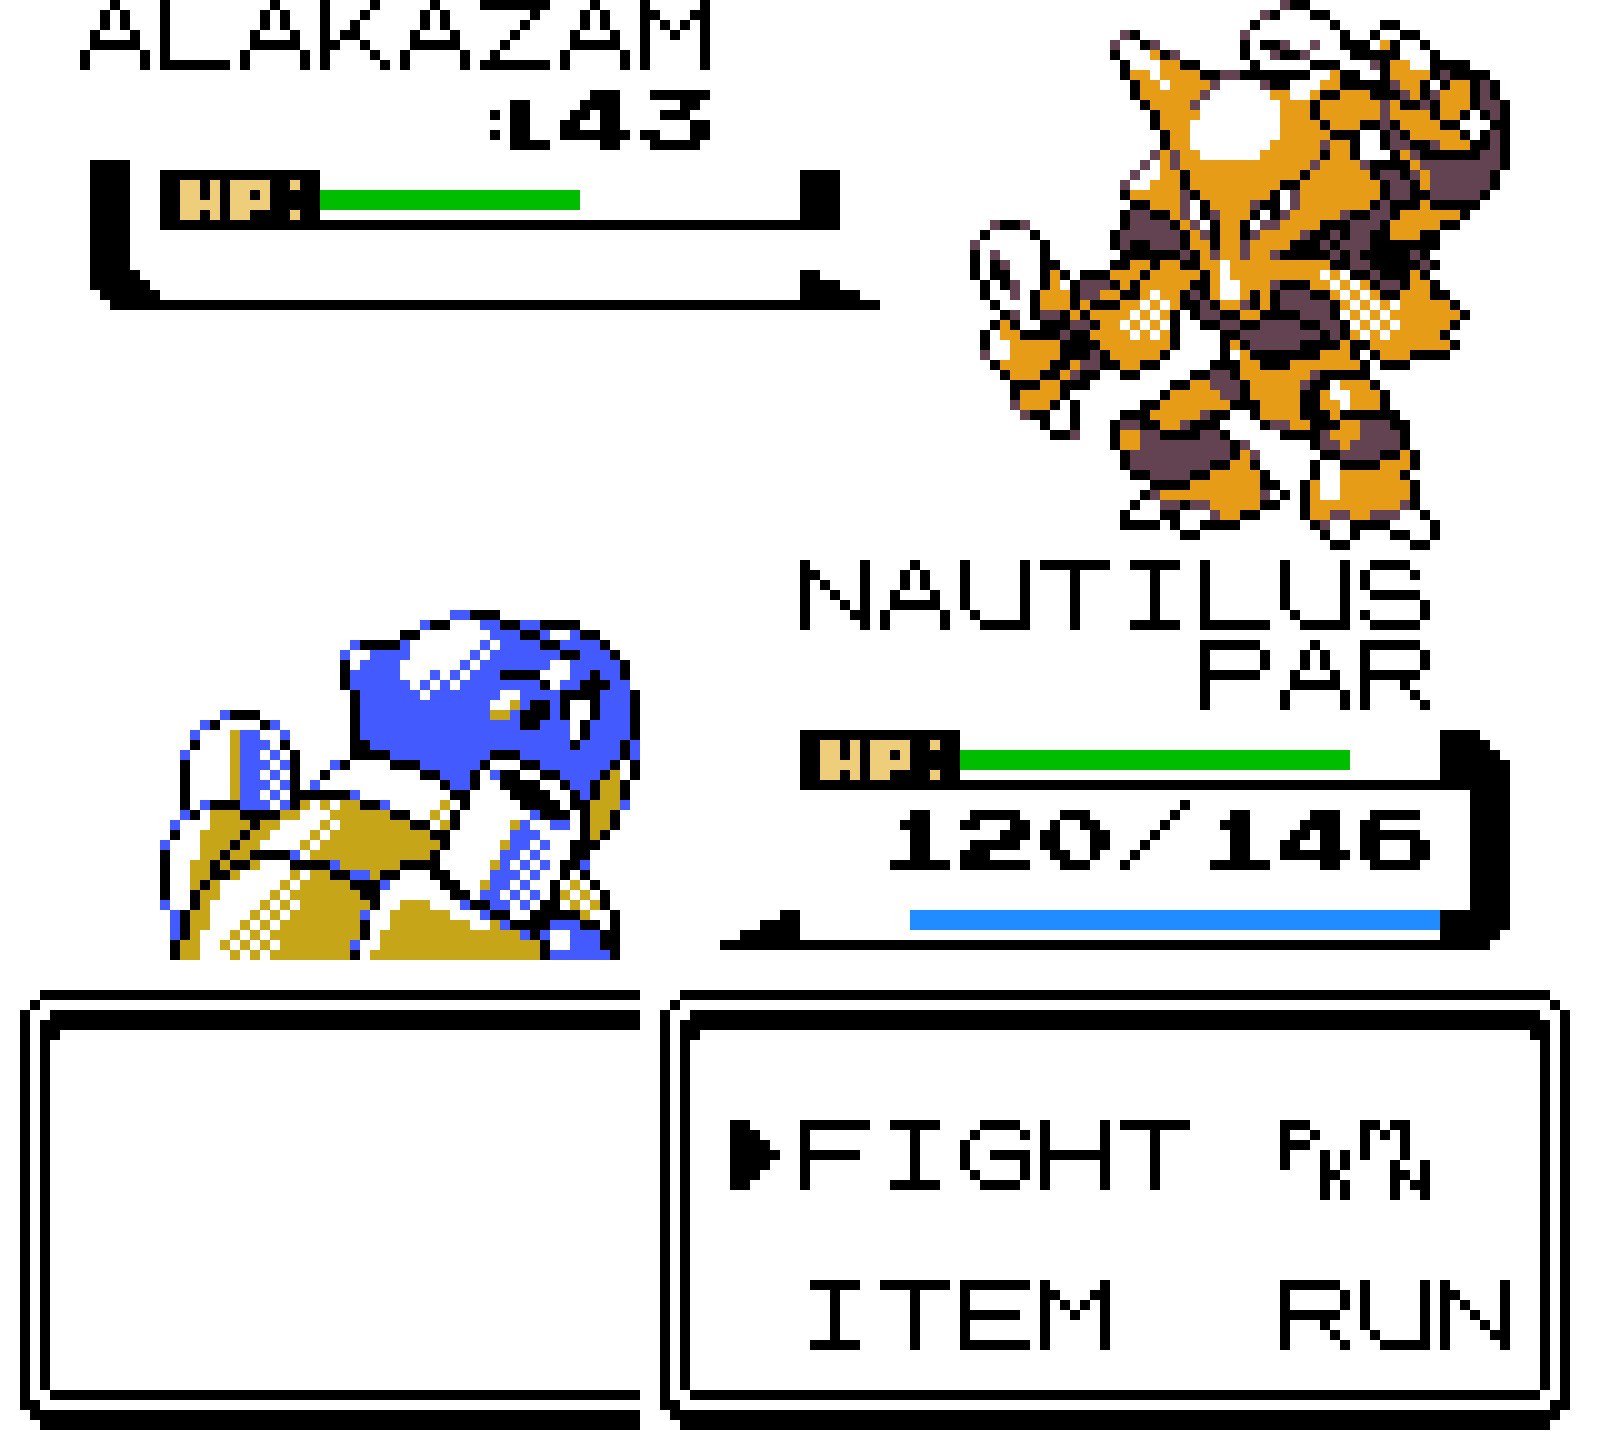 ALAKAZAM
:L43
HP:
NAUTILUS
PAR
HP:
120/146
▶FIGHT PKMN
ITEM RUN